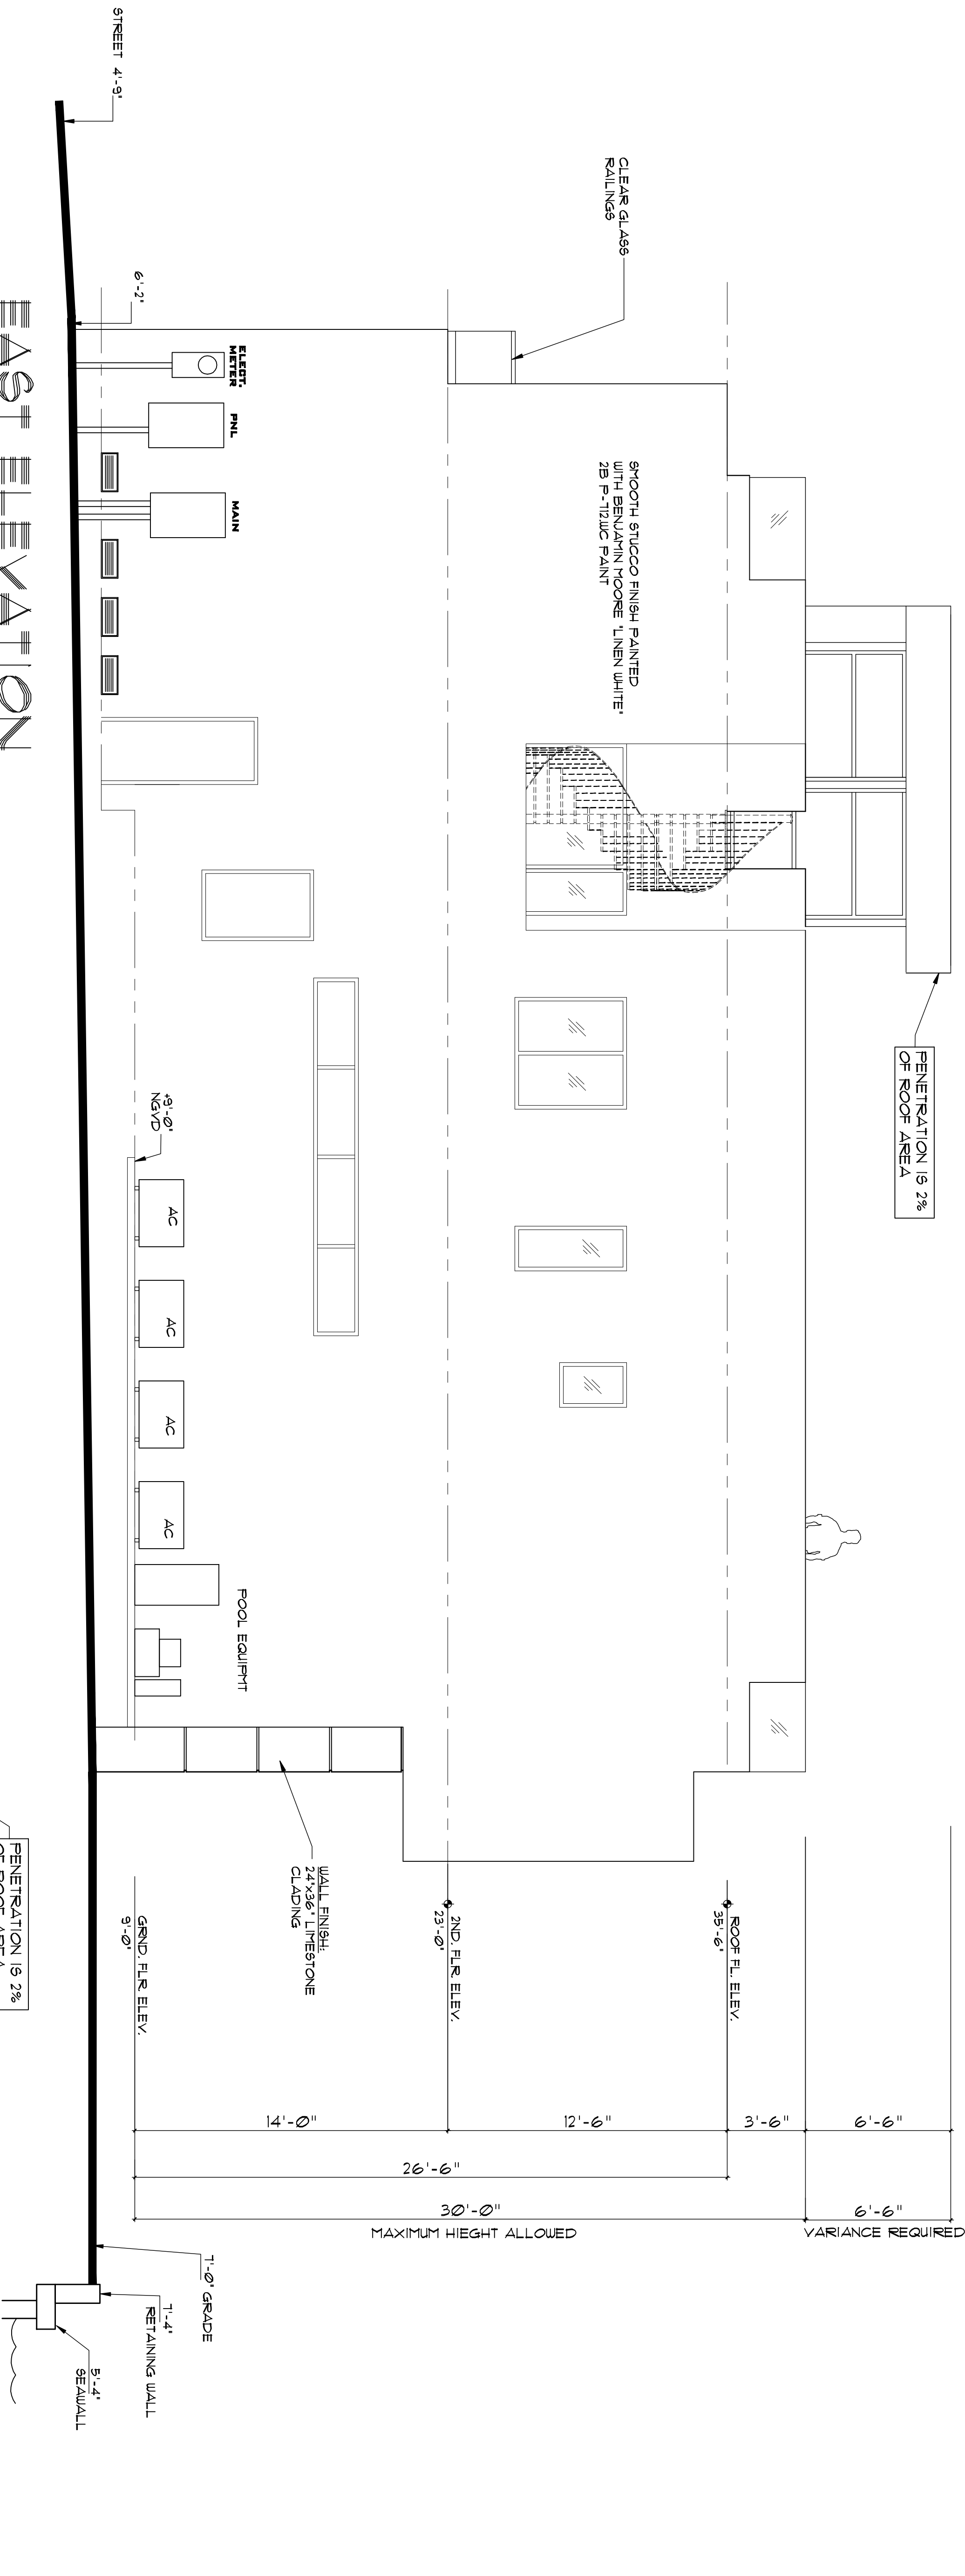 STREET 4'-9"
6'-2"
CLEAR GLASS
RAILINGS
ELECT.
METER
PNL
MAIN
SMOOTH STUCCO FINISH PAINTED
WITH BENJAMIN MOORE "LINEN WHITE"
2B P-712.WC PAINT
PENETRATION IS 2%
OF ROOF AREA
+9'-0"
NGVD
AC
AC
AC
AC
POOL EQUIPMT
WALL FINISH:
24"x36" LIMESTONE
CLADING
ROOF FL. ELEV.
35'-6"
2ND. FLR. ELEV.
23'-0"
GRND. FLR. ELEV.
9'-0"
14'-0"
12'-6"
3'-6"
6'-6"
26'-6"
30'-0"
6'-6"
MAXIMUM HIEGHT ALLOWED
VARIANCE REQUIRED
7'-0" GRADE
7'-4"
RETAINING WALL
5'-4"
SEAWALL
EAST ELEVATION
PENETRATION IS 2%
OF ROOF AREA